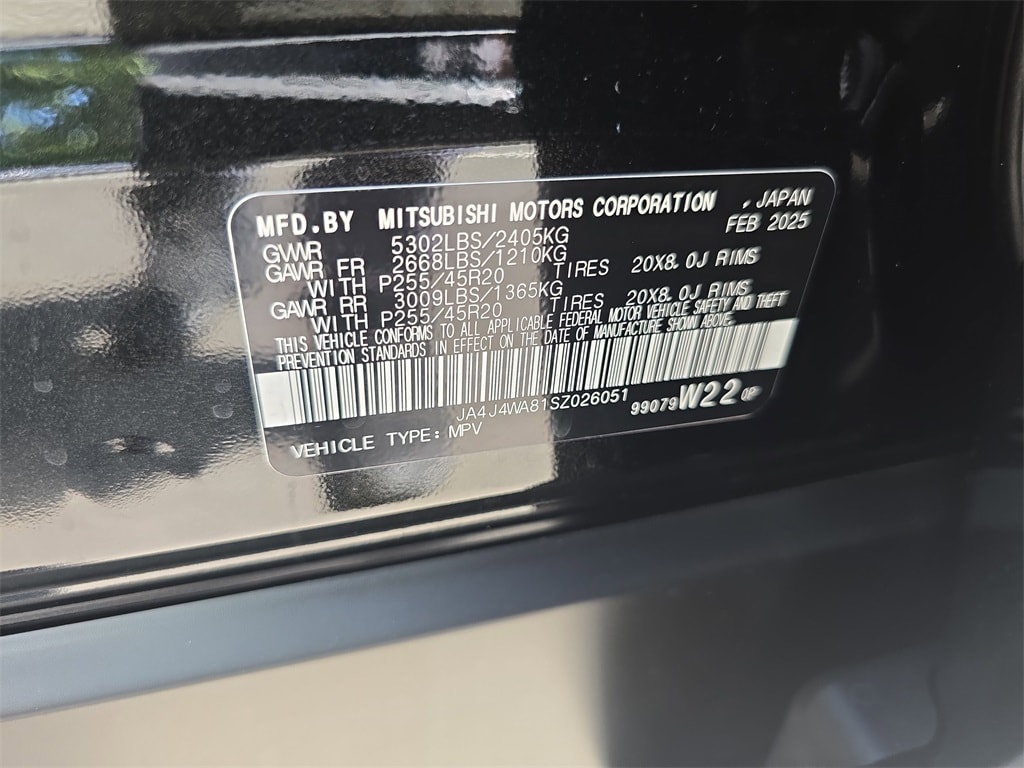 MFD.BY MITSUBISHI MOTORS CORPORATION , JAPAN
FEB 2025
GVWR 5302LBS/2405KG
GAWR FR 2668LBS/1210KG
WITH P255/45R20 TIRES 20X8.0J RIMS
GAWR RR 3009LBS/1365KG
WITH P255/45R20 TIRES 20X8.0J RIMS
THIS VEHICLE CONFORMS TO ALL APPLICABLE FEDERAL MOTOR VEHICLE SAFETY AND THEFT
PREVENTION STANDARDS IN EFFECT ON THE DATE OF MANUFACTURE SHOWN ABOVE.
JA4J4WA81SZ026051 99079W220P
VEHICLE TYPE: MPV